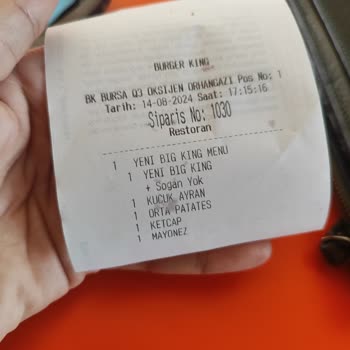 BURGER KING
BK BURSA Q3 OKSIJEN ORHANGAZI Pos No: 1
Tarih: 14-08-2024 Saat: 17:15:16
Siparis No: 1030
Restoran
1 YENI BIG KING MENU
1 YENI BIG KING
+ Sogan Yok
1 KUCUK AYRAN
1 ORTA PATATES
1 KETCAP
1 MAYONEZ